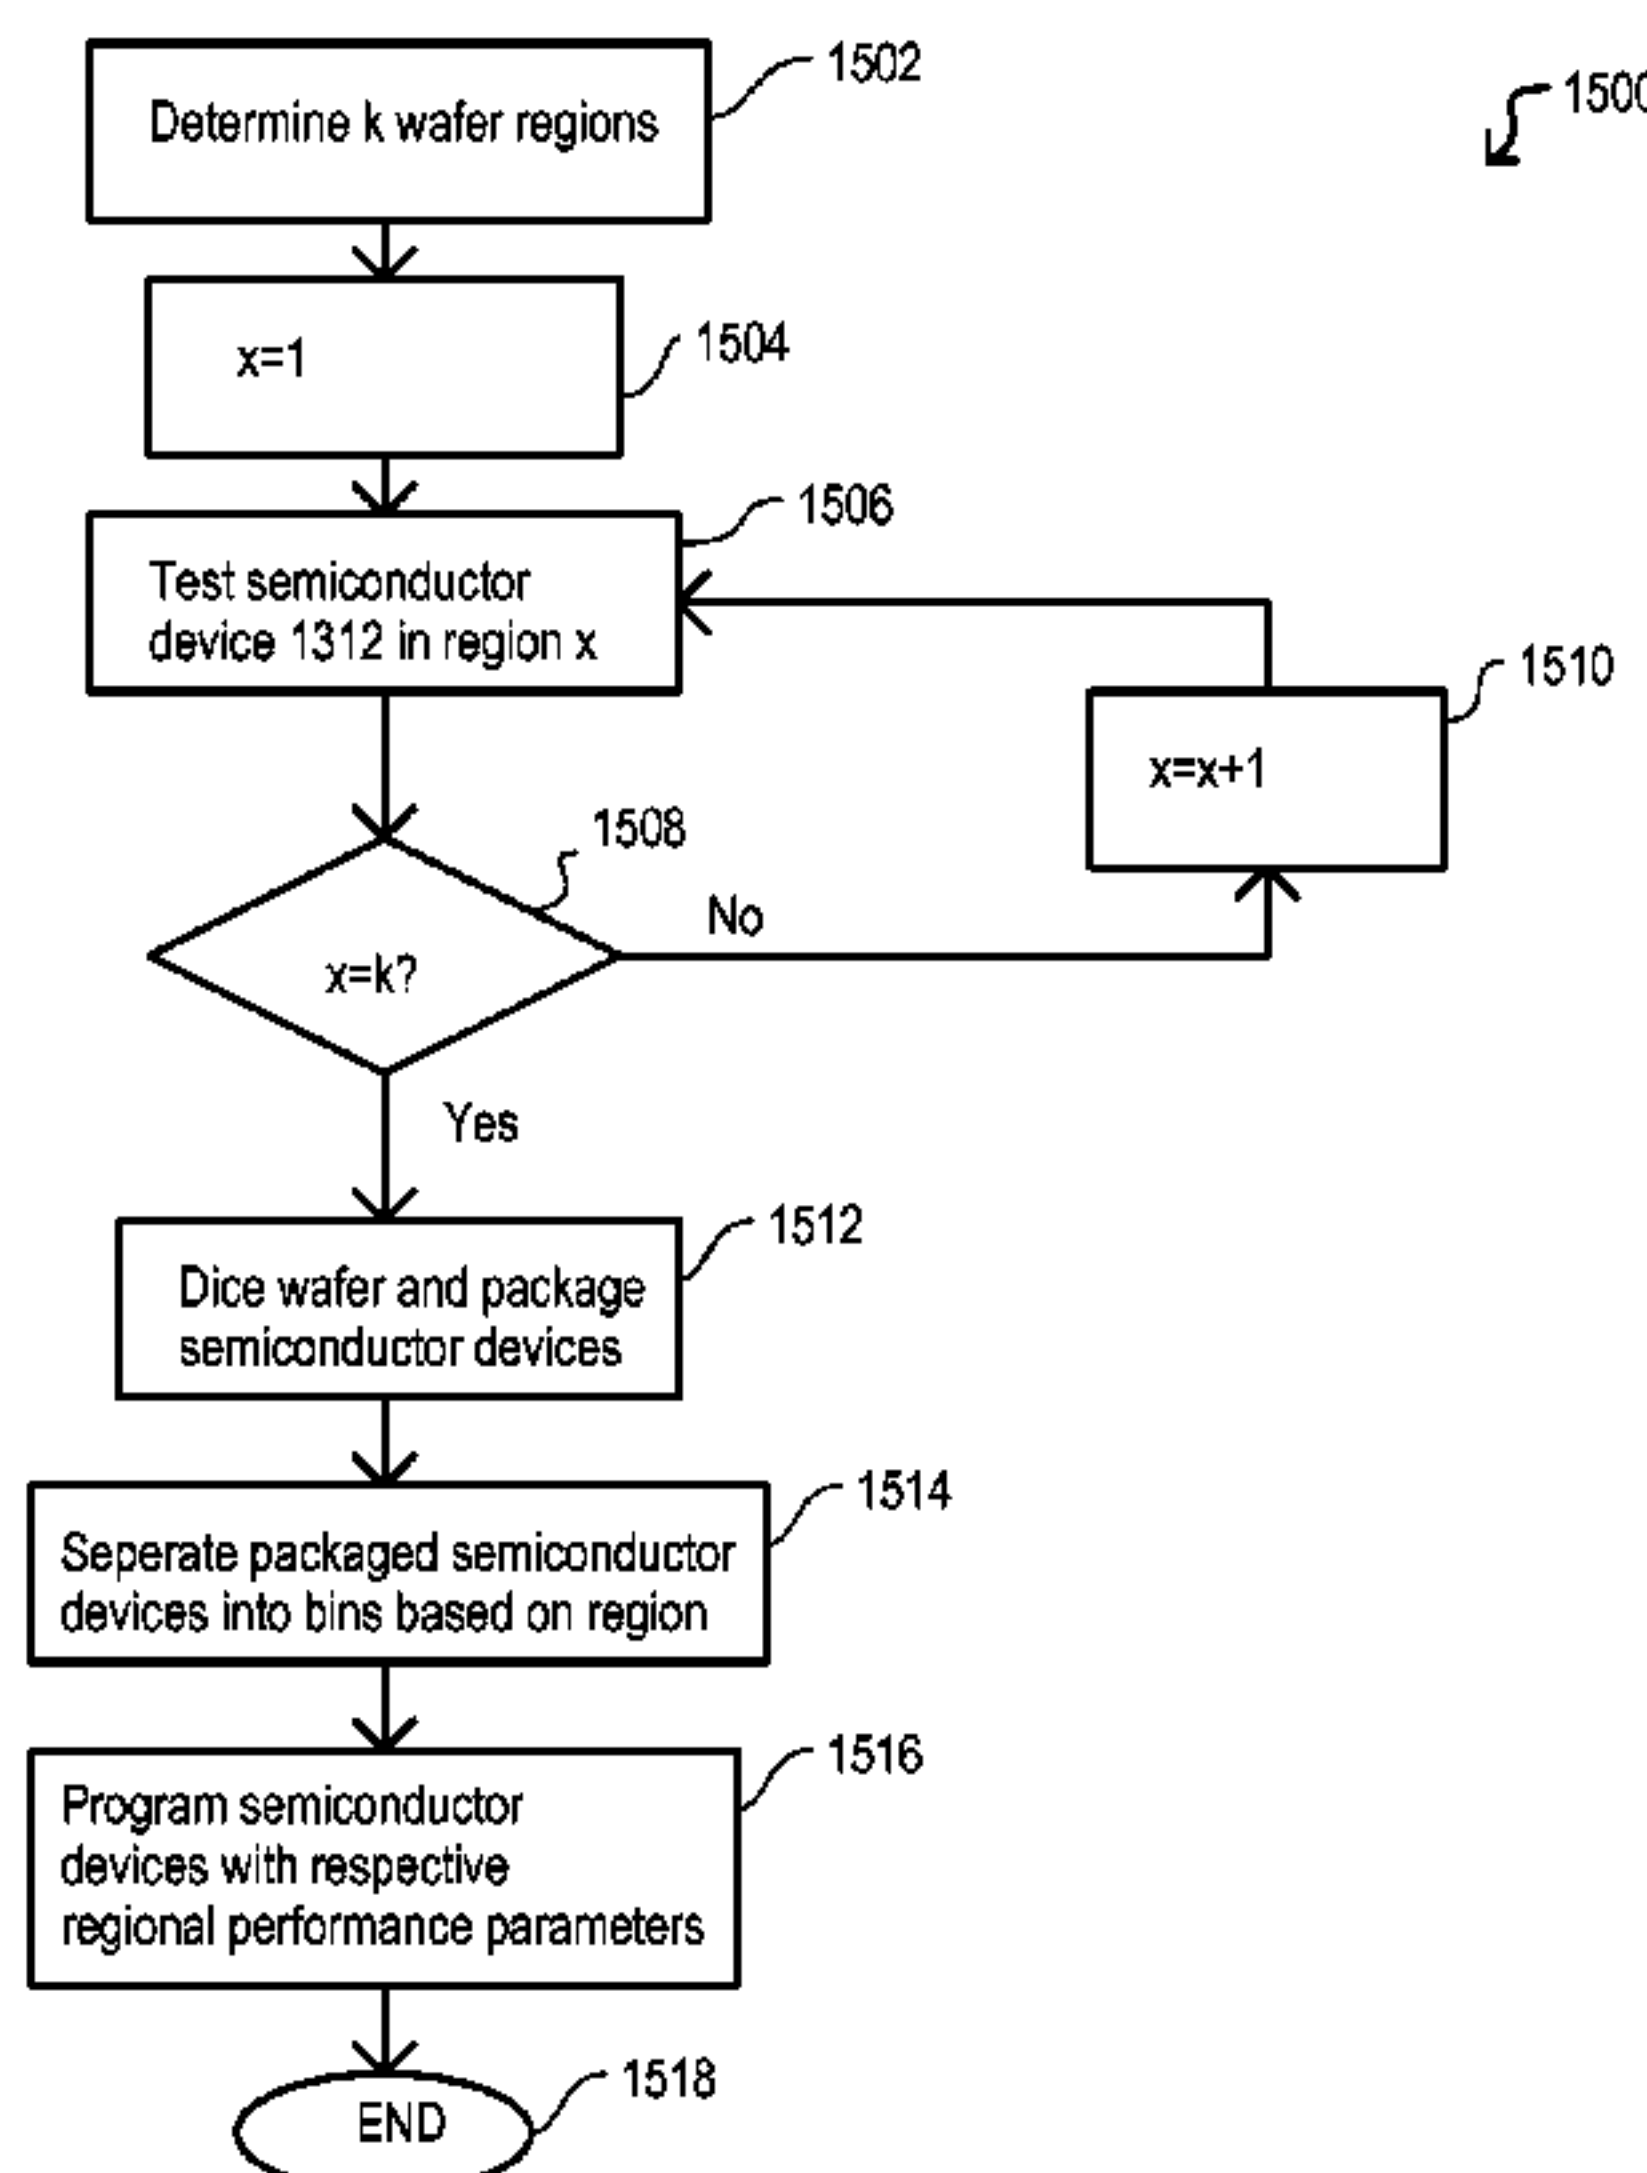 1502
1500
Determine k wafer regions
1504
x=1
1506
Test semiconductor
device 1312 in region x
1510
x=x+1
1508
No
x=k?
Yes
1512
Dice wafer and package
semiconductor devices
1514
Seperate packaged semiconductor
devices into bins based on region
1516
Program semiconductor
devices with respective
regional performance parameters
1518
END